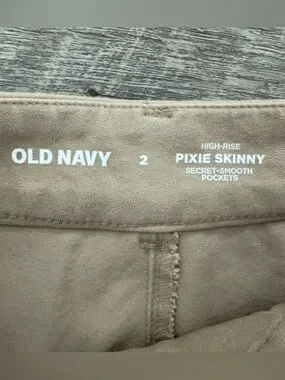 OLD NAVY
2
HIGH-RISE
PIXIE SKINNY
SECRET-SMOOTH
POCKETS